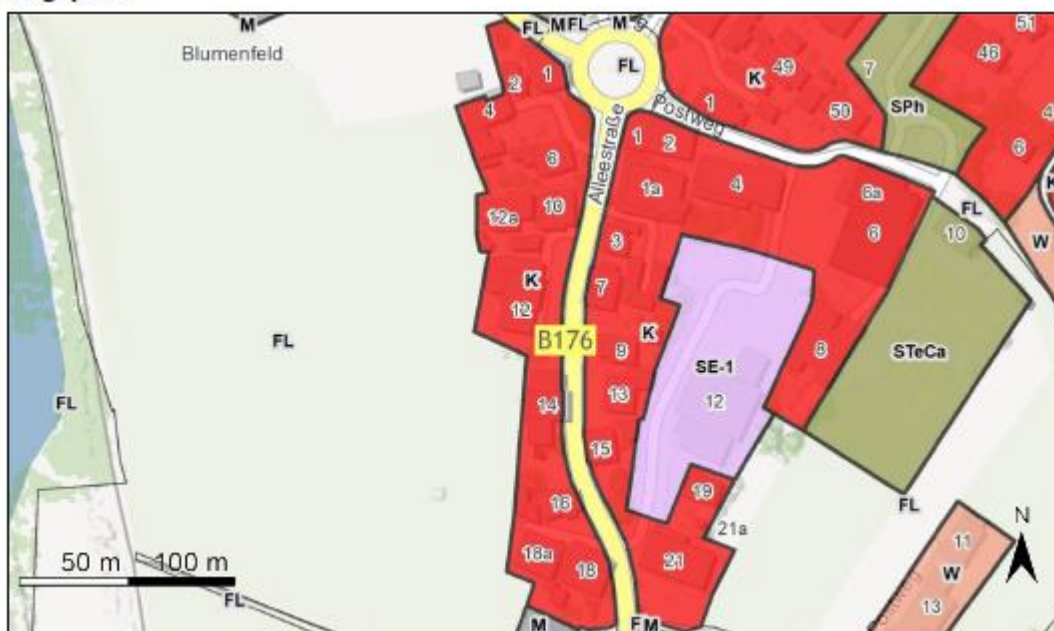 FL M FL M
M
Blumenfeld
FL
51
46
K 49
7
2 1
4
1
50
SPh
Postweg
Alleestraße
1 2
6
8
1a
4
6a
FL
12a 10
10
W
3
6
K
7
12
B176
K
9
8
FL
SE-1
STeCa
12
13
14
FL
15
19
16
FL
21a
N
11
18a
18
21
W
50 m 100 m
FL
Postweg
13
M
F M